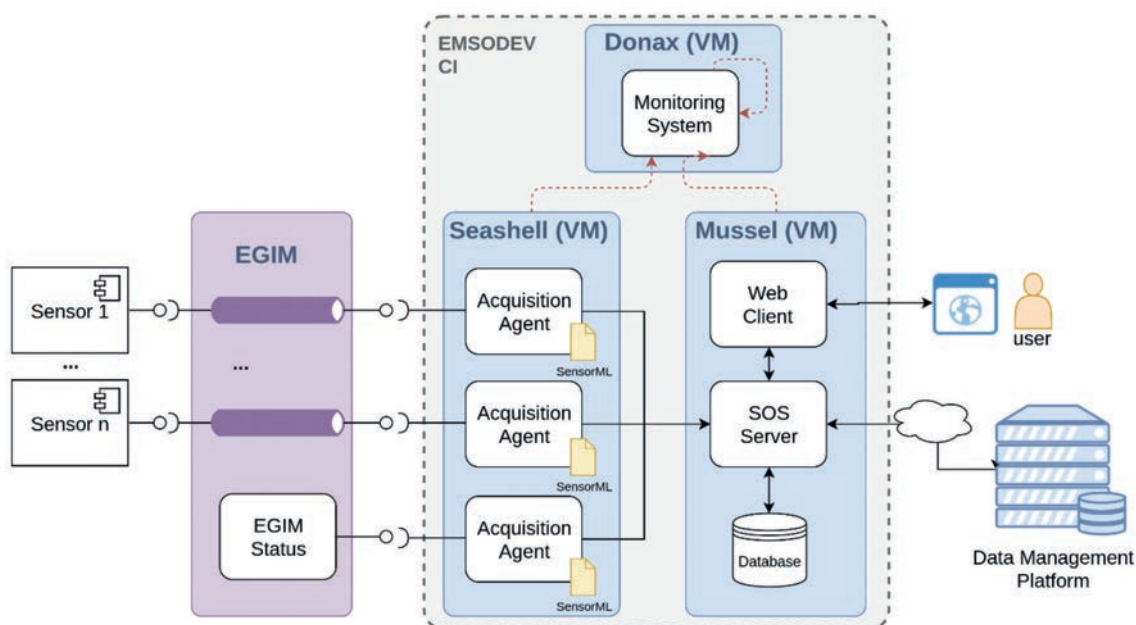 EMSODEV
CI
Donax (VM)
Monitoring
System
EGIM
Seashell (VM)
Mussel (VM)
Sensor 1
...
Sensor n
...
EGIM
Status
Acquisition
Agent
SensorML
Acquisition
Agent
SensorML
Acquisition
Agent
SensorML
Web
Client
SOS
Server
Database
user
Data Management
Platform